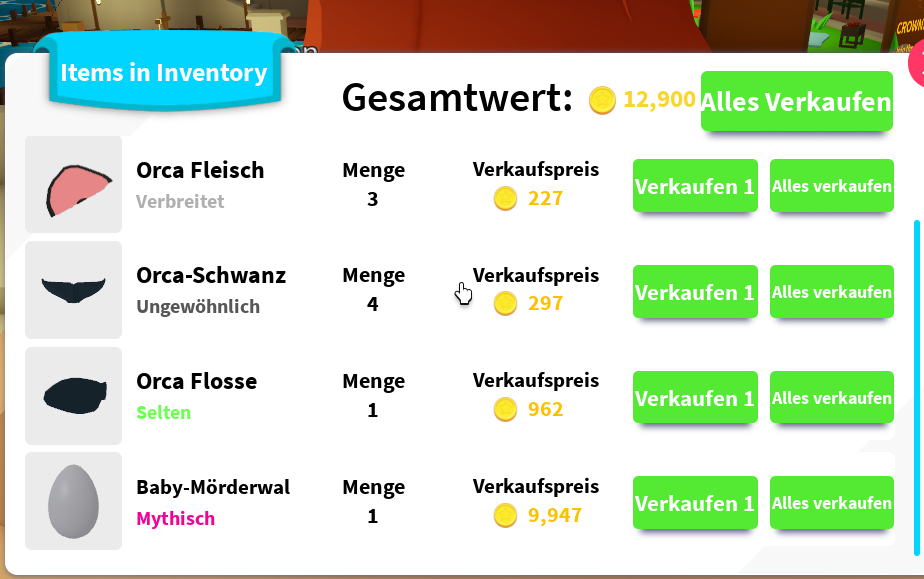 Items in Inventory
Gesamtwert: 12,900 Alles Verkaufen
Orca Fleisch
Verbreitet
Menge
3
Verkaufspreis
227
Verkaufen 1
Alles verkaufen
Orca-Schwanz
Ungewöhnlich
Menge
4
Verkaufspreis
297
Verkaufen 1
Alles verkaufen
Orca Flosse
Selten
Menge
1
Verkaufspreis
962
Verkaufen 1
Alles verkaufen
Baby-Mörderwal
Mythisch
Menge
1
Verkaufspreis
9,947
Verkaufen 1
Alles verkaufen